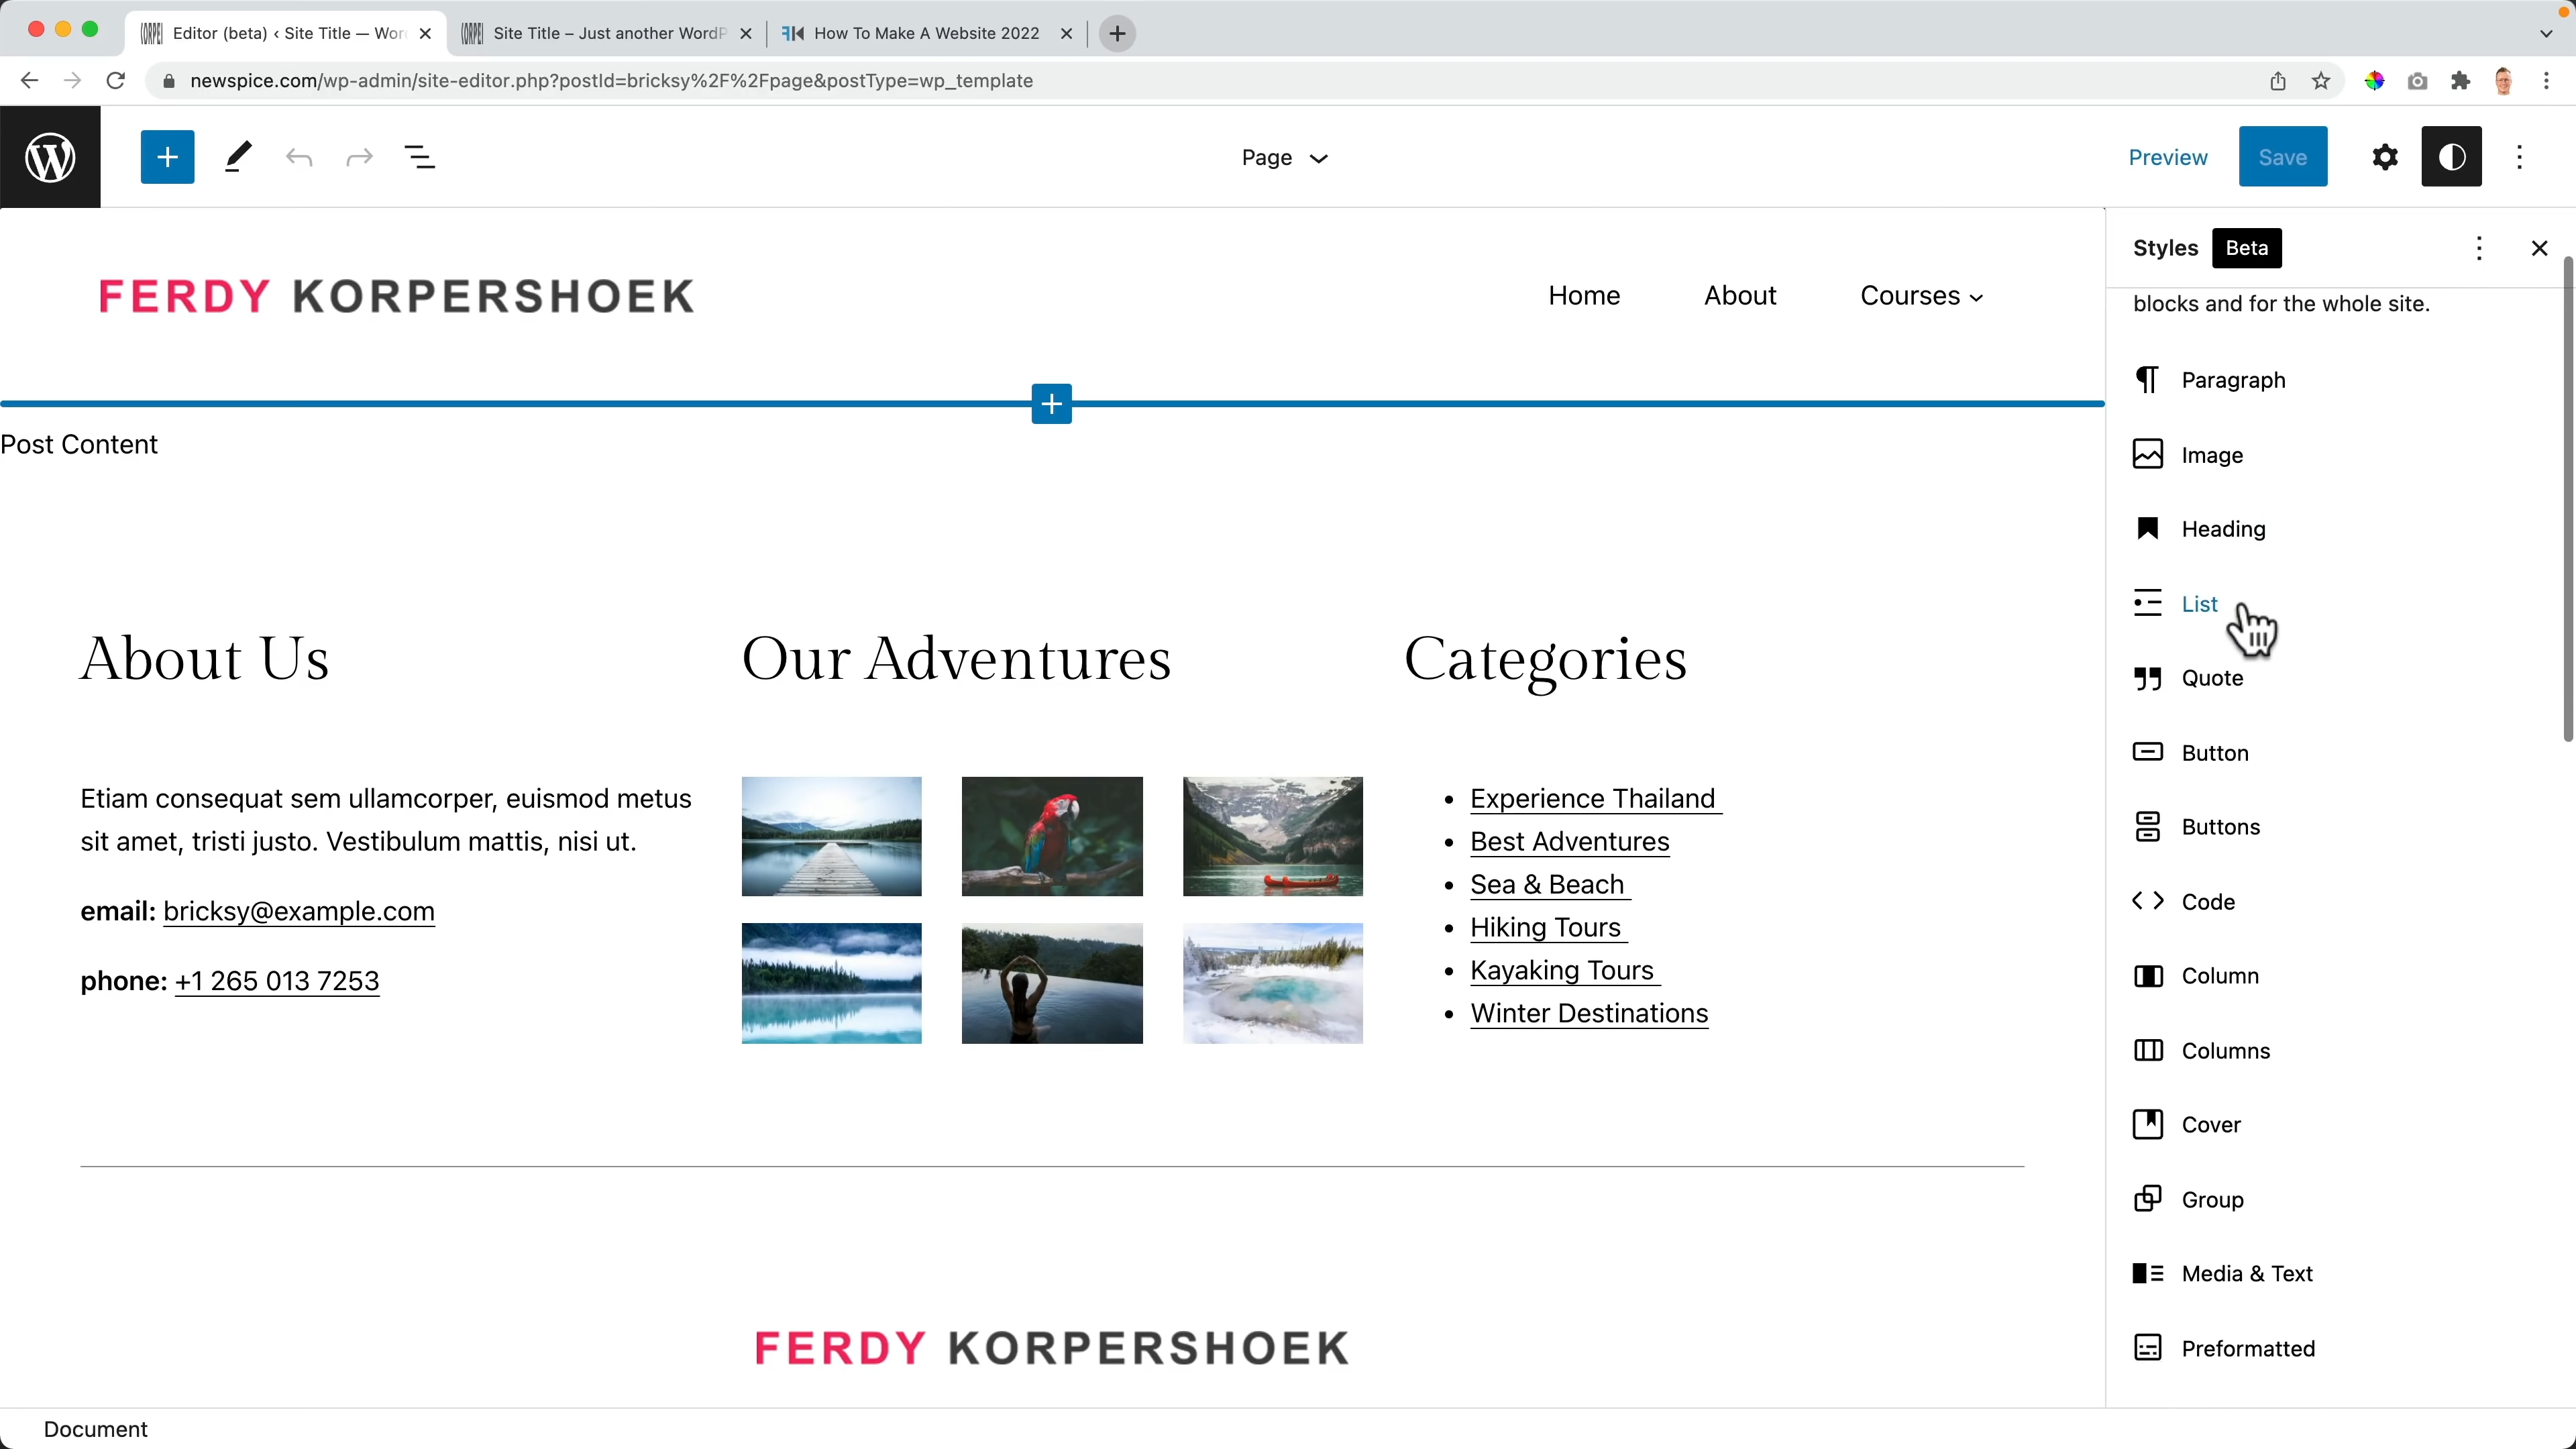 Editor (beta) ‹ Site Title — Wor
Site Title – Just another WordP
How To Make A Website 2022
newspice.com/wp-admin/site-editor.php?postId=bricksy%2F%2Fpage&postType=wp_template
Page
Preview
Save
Styles
Beta
blocks and for the whole site.
FERDY KORPERSHOEK
Home
About
Courses
Post Content
Paragraph
Image
Heading
List
Quote
Button
Buttons
Code
Column
Columns
Cover
Group
Media & Text
Preformatted
About Us
Etiam consequat sem ullamcorper, euismod metus
sit amet, tristi justo. Vestibulum mattis, nisi ut.
email: bricksy@example.com
phone: +1 265 013 7253
Our Adventures
Categories
Experience Thailand
Best Adventures
Sea & Beach
Hiking Tours
Kayaking Tours
Winter Destinations
FERDY KORPERSHOEK
Document